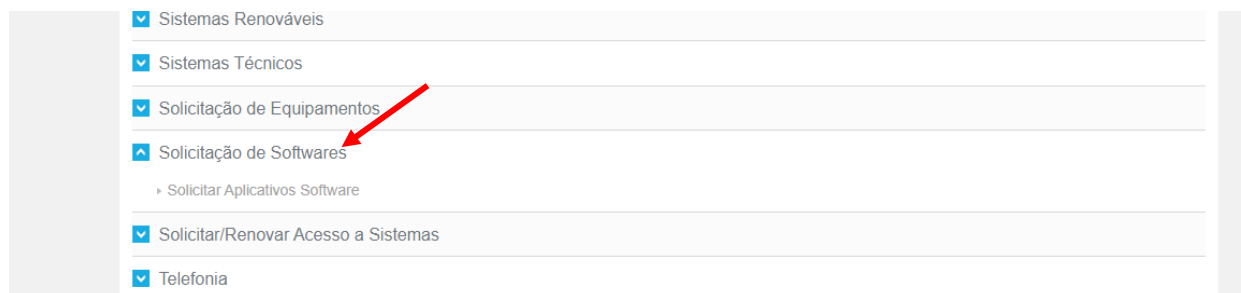 Sistemas Renováveis
Sistemas Técnicos
Solicitação de Equipamentos
Solicitação de Softwares
Solicitar Aplicativos Software
Solicitar/Renovar Acesso a Sistemas
Telefonia